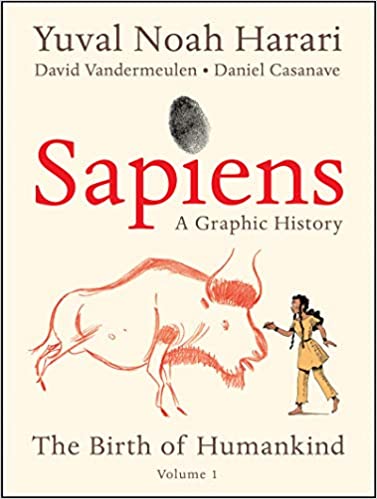 Yuval Noah Harari
David Vandermeulen • Daniel Casanave
Sapiens
A Graphic History
The Birth of Humankind
Volume 1